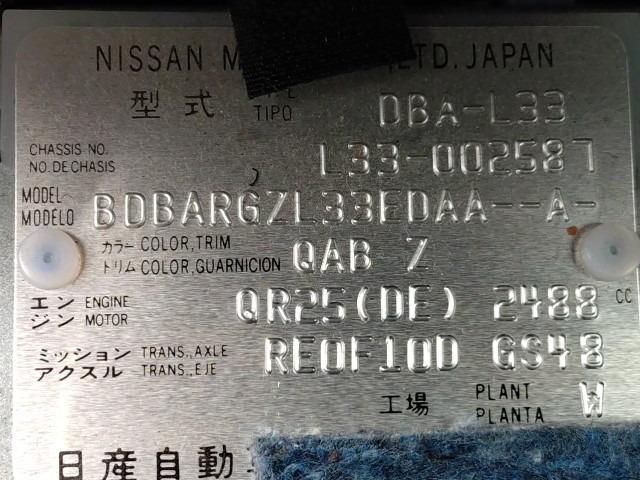 NISSAN M LTD. JAPAN
型式 TIPO DBA-L33
CHASSIS NO.
NO. DE CHASIS L33-002587
MODEL
MODELO BDBARGZL33EDAA--A-
カラー COLOR, TRIM
トリム COLOR, GUARNICION QAB Z
エン ENGINE
ジン MOTOR QR25(DE) 2488 CC
ミッション TRANS., AXLE
アクスル TRANS., EJE RE0F10D GS48
工場 PLANT
PLANTA W
日産自動